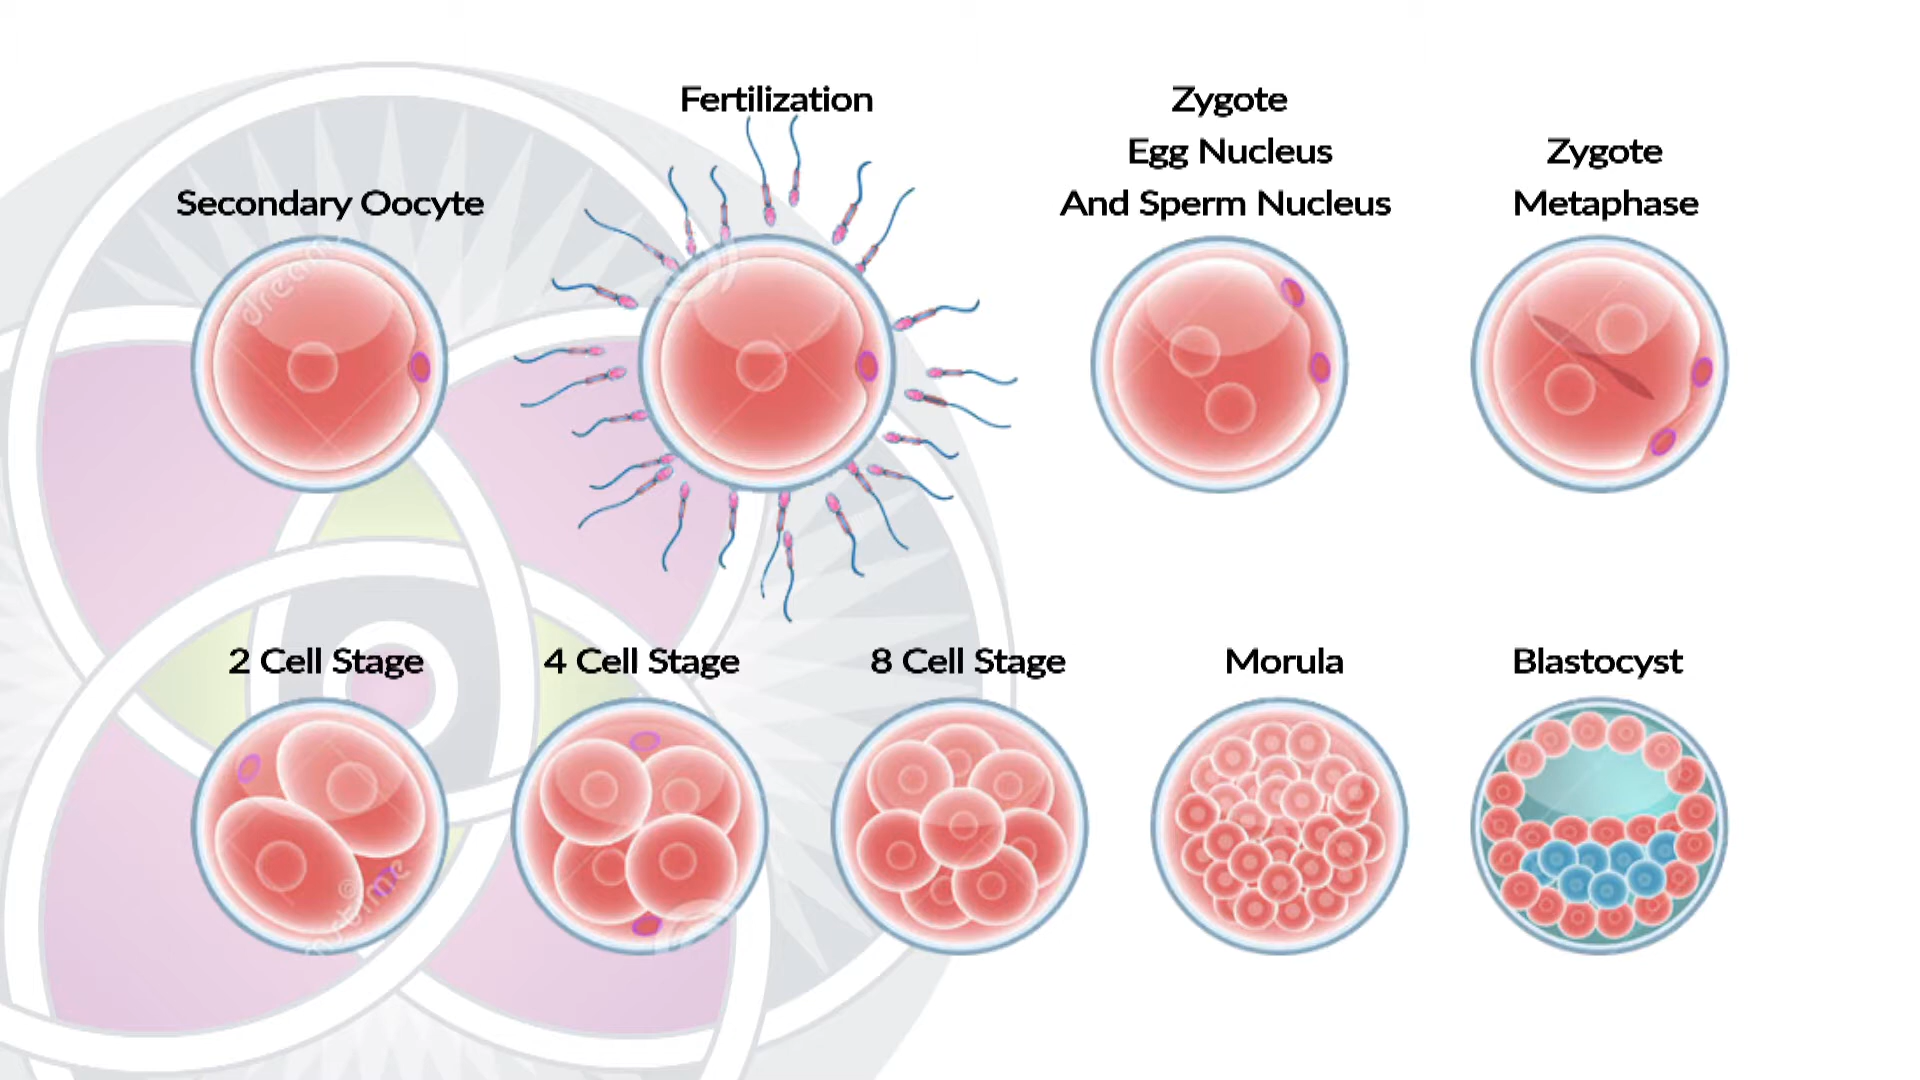 Fertilization
Zygote
Egg Nucleus
And Sperm Nucleus
Zygote
Metaphase
Secondary Oocyte
2 Cell Stage
4 Cell Stage
8 Cell Stage
Morula
Blastocyst